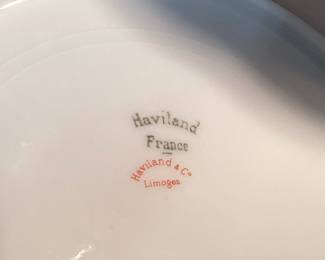 Haviland
France
Haviland & Co
Limoges